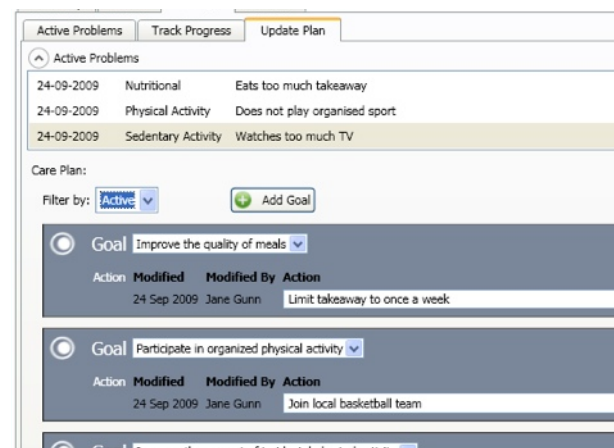 Active Problems Track Progress Update Plan
Active Problems
24-09-2009 Nutritional Eats too much takeaway
24-09-2009 Physical Activity Does not play organised sport
24-09-2009 Sedentary Activity Watches too much TV
Care Plan:
Filter by: Active Add Goal
Goal Improve the quality of meals
Action Modified Modified By Action
24 Sep 2009 Jane Gunn Limit takeaway to once a week
Goal Participate in organized physical activity
Action Modified Modified By Action
24 Sep 2009 Jane Gunn Join local basketball team
Goal